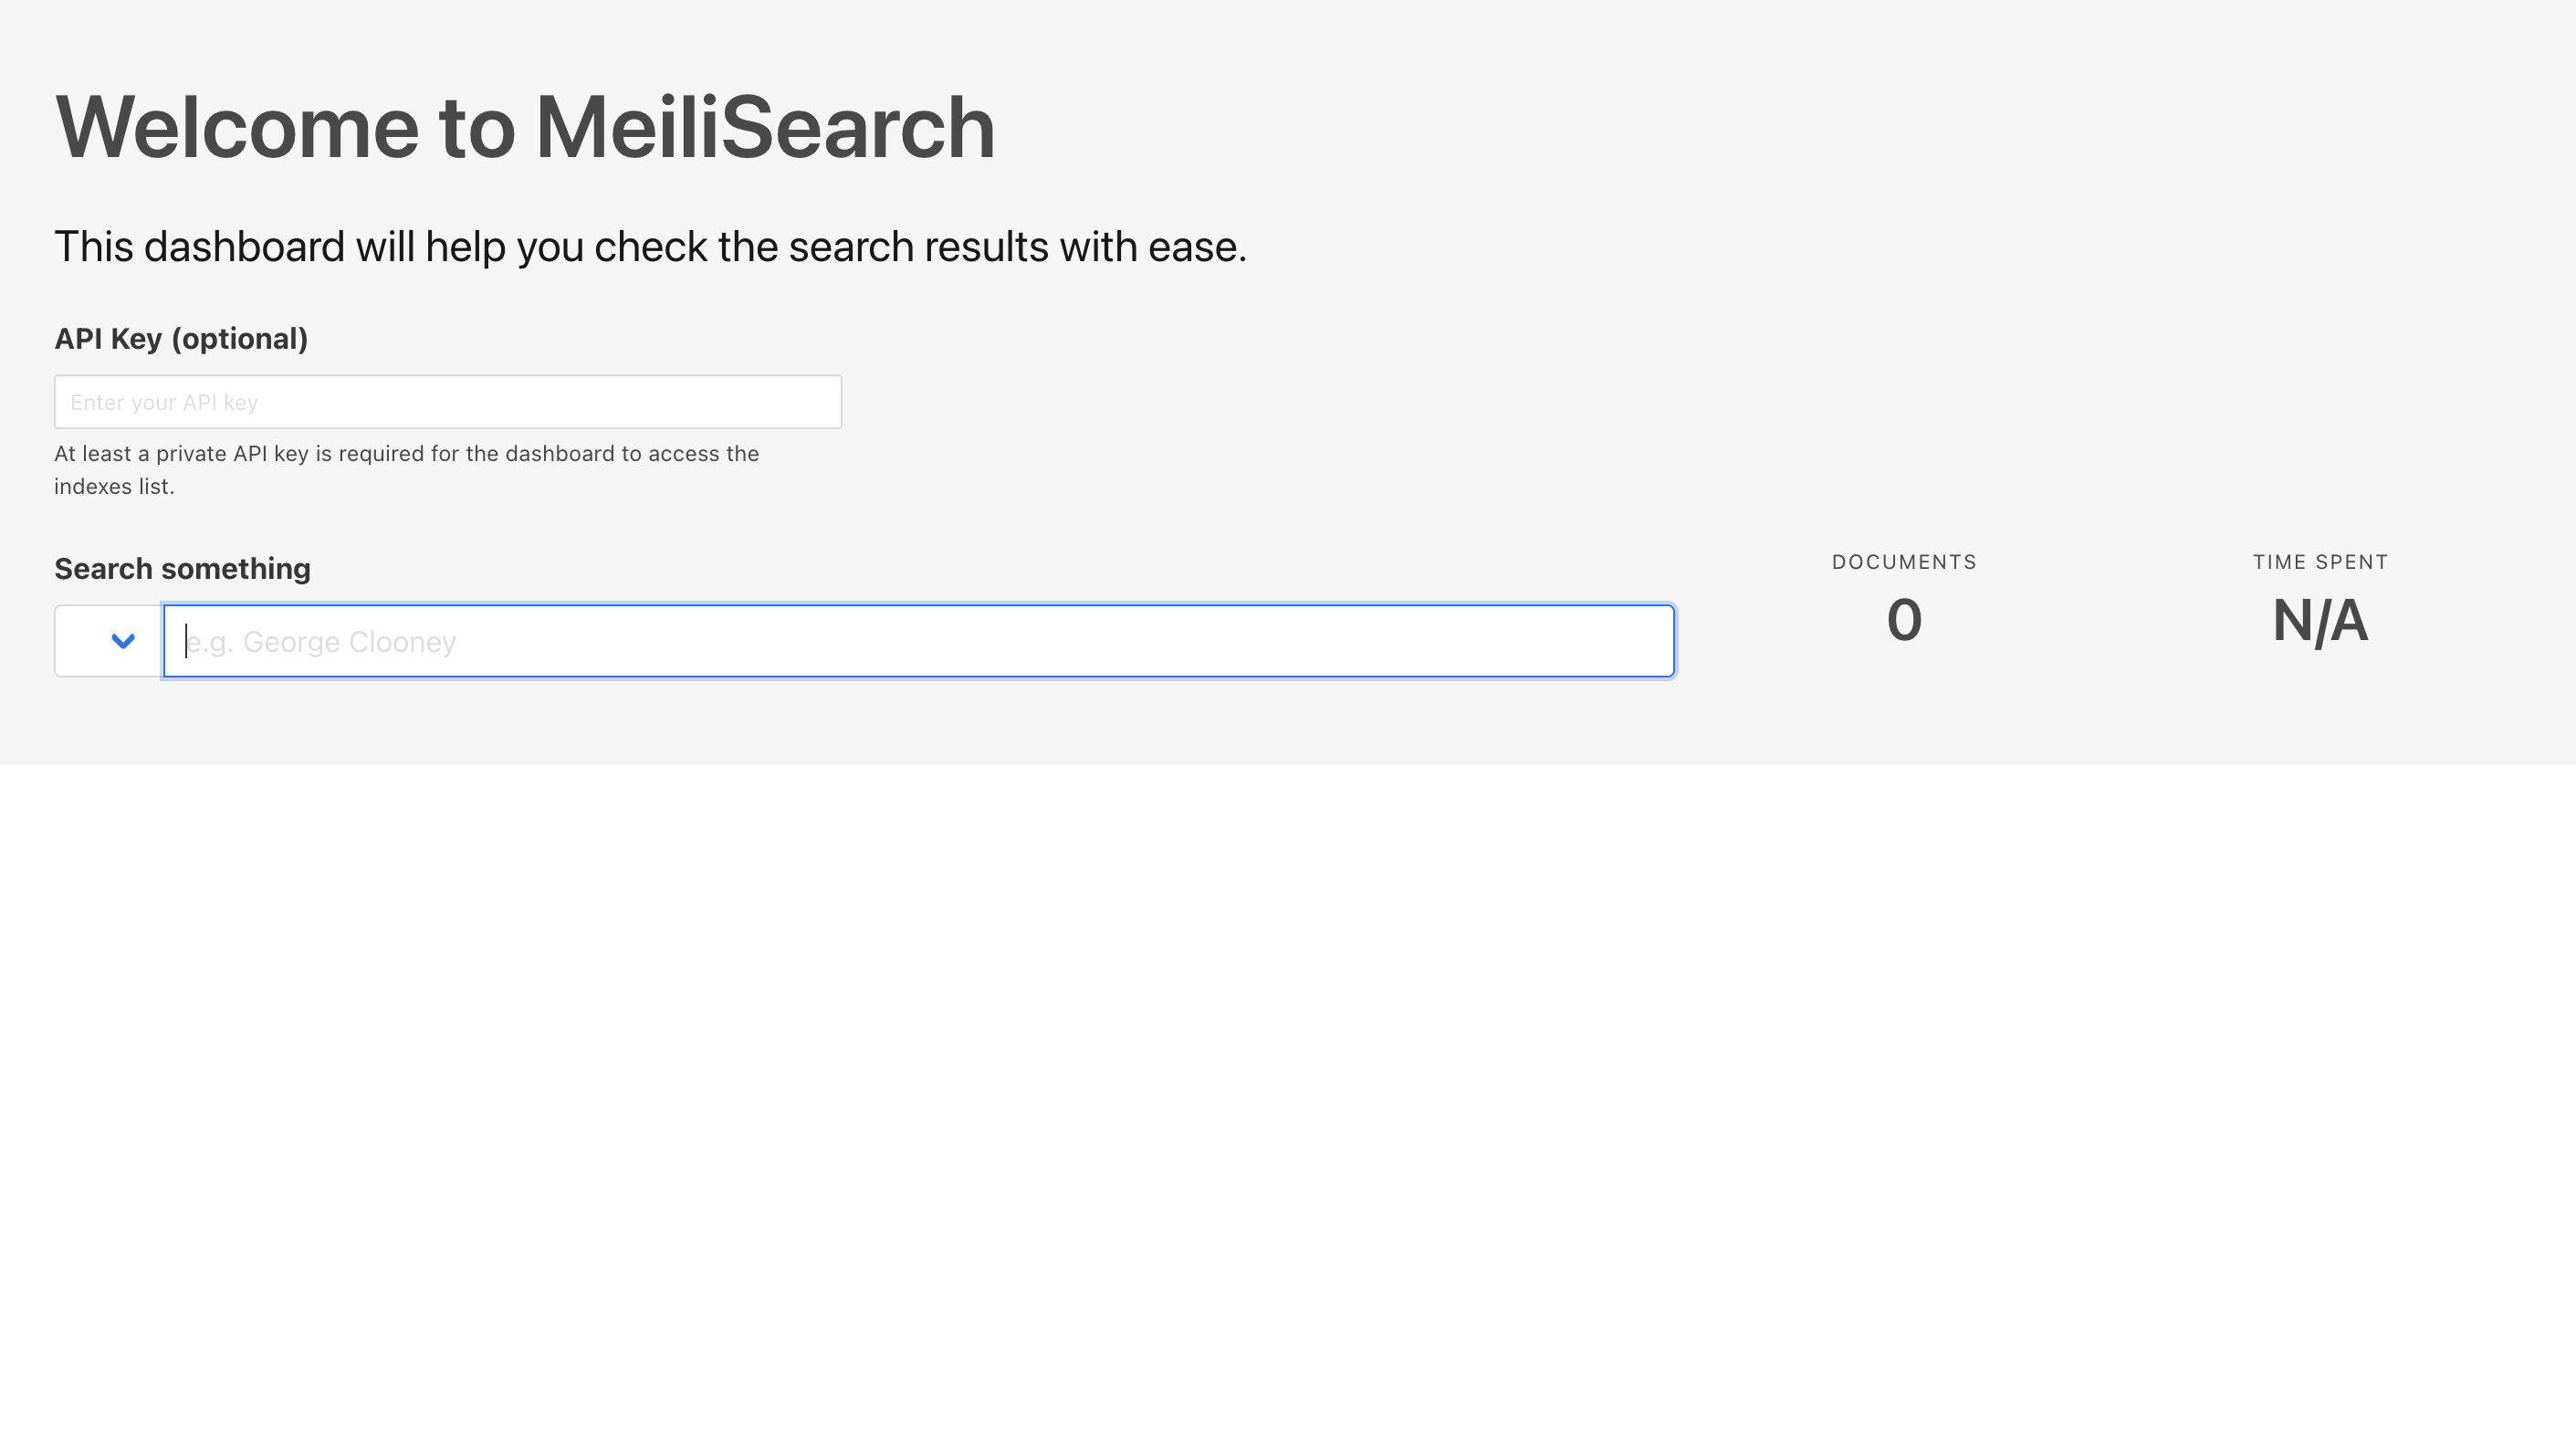 Welcome to MeiliSearch
This dashboard will help you check the search results with ease.
API Key (optional)
Enter your API key
At least a private API key is required for the dashboard to access the
indexes list.
Search something
e.g. George Clooney
DOCUMENTS
0
TIME SPENT
N/A